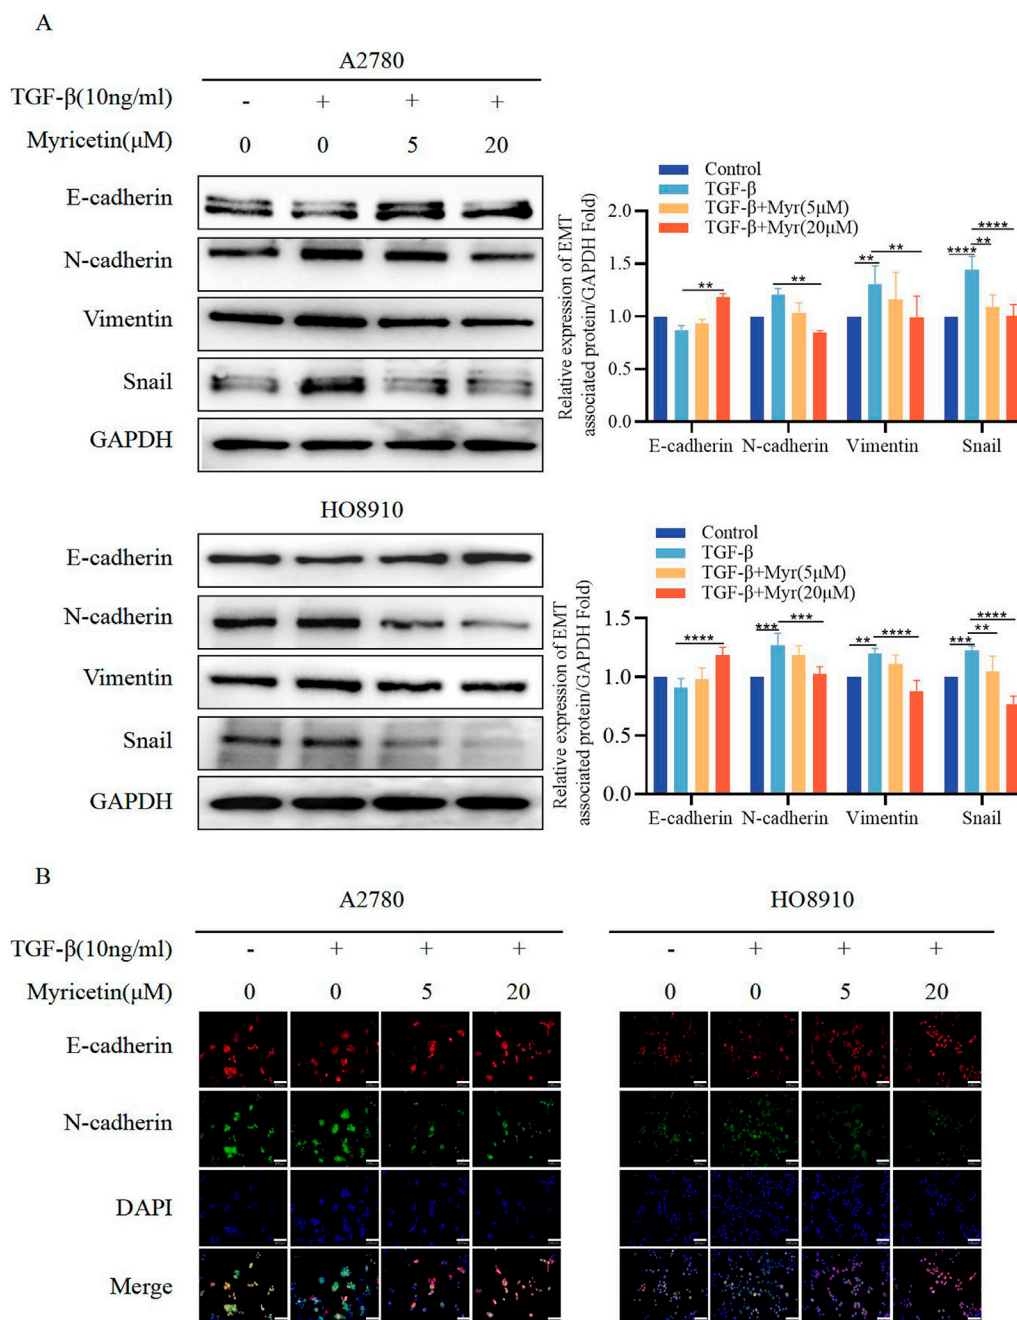 A
A2780
TGF-β(10ng/ml) - + + +
Myricetin(μM) 0 0 5 20
E-cadherin
N-cadherin
Vimentin
Snail
GAPDH
Control
TGF-β
TGF-β+Myr(5μM)
TGF-β+Myr(20μM)
Relative expression of EMT
associated protein/GAPDH Fold)
2.0
1.5
1.0
0.5
0.0
** ** ** ** **** ** ****
E-cadherin N-cadherin Vimentin Snail
HO8910
E-cadherin
N-cadherin
Vimentin
Snail
GAPDH
Control
TGF-β
TGF-β+Myr(5μM)
TGF-β+Myr(20μM)
Relative expression of EMT
associated protein/GAPDH Fold)
1.5
1.0
0.5
0.0
**** *** *** ** **** *** ** ****
E-cadherin N-cadherin Vimentin Snail
B
A2780 HO8910
TGF-β(10ng/ml) - + + + - + + +
Myricetin(μM) 0 0 5 20 0 0 5 20
E-cadherin
N-cadherin
DAPI
Merge